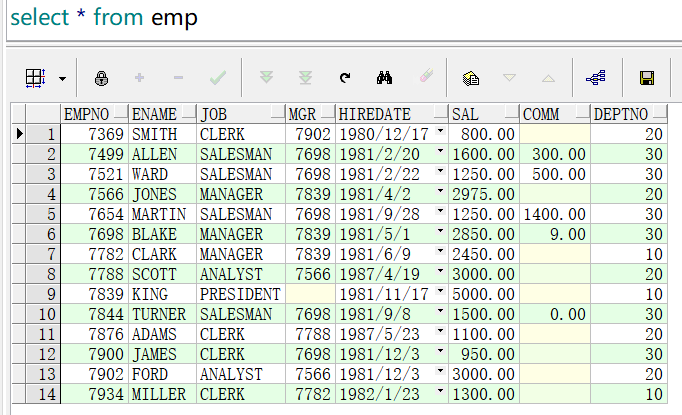 select * from emp
EMPNO ENAME JOB MGR HIREDATE SAL COMM DEPTNO
1 7369 SMITH CLERK 7902 1980/12/17 800.00 20
2 7499 ALLEN SALESMAN 7698 1981/2/20 1600.00 300.00 30
3 7521 WARD SALESMAN 7698 1981/2/22 1250.00 500.00 30
4 7566 JONES MANAGER 7839 1981/4/2 2975.00 20
5 7654 MARTIN SALESMAN 7698 1981/9/28 1250.00 1400.00 30
6 7698 BLAKE MANAGER 7839 1981/5/1 2850.00 9.00 30
7 7782 CLARK MANAGER 7839 1981/6/9 2450.00 10
8 7788 SCOTT ANALYST 7566 1987/4/19 3000.00 20
9 7839 KING PRESIDENT 1981/11/17 5000.00 10
10 7844 TURNER SALESMAN 7698 1981/9/8 1500.00 0.00 30
11 7876 ADAMS CLERK 7788 1987/5/23 1100.00 20
12 7900 JAMES CLERK 7698 1981/12/3 950.00 30
13 7902 FORD ANALYST 7566 1981/12/3 3000.00 20
14 7934 MILLER CLERK 7782 1982/1/23 1300.00 10